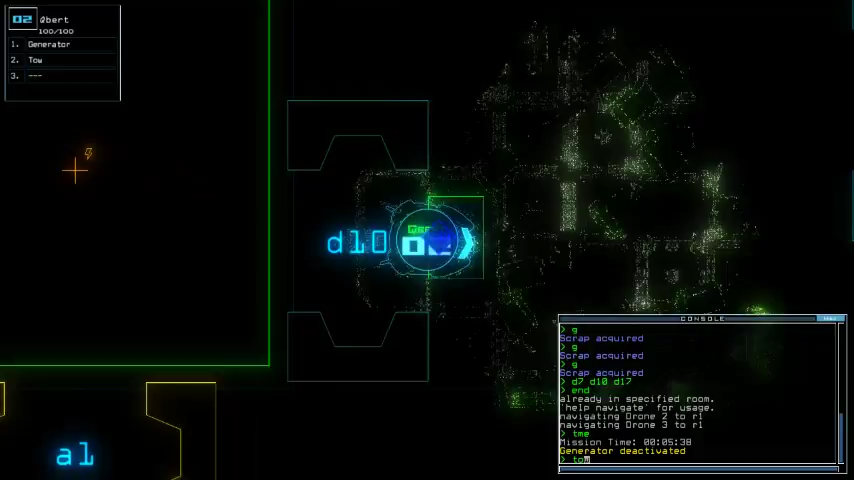 02 Qbert
100/100
1. Generator
2. Tow
3. ---
d10
02
a1
CONSOLE
> g
Scrap acquired
> g
Scrap acquired
> g
Scrap acquired
> d7 d10 d17
> end
already in specified room.
'help navigate' for usage.
navigating Drone 2 to r1
navigating Drone 3 to r1
> tme
Mission Time: 00:05:38
Generator deactivated
> tow